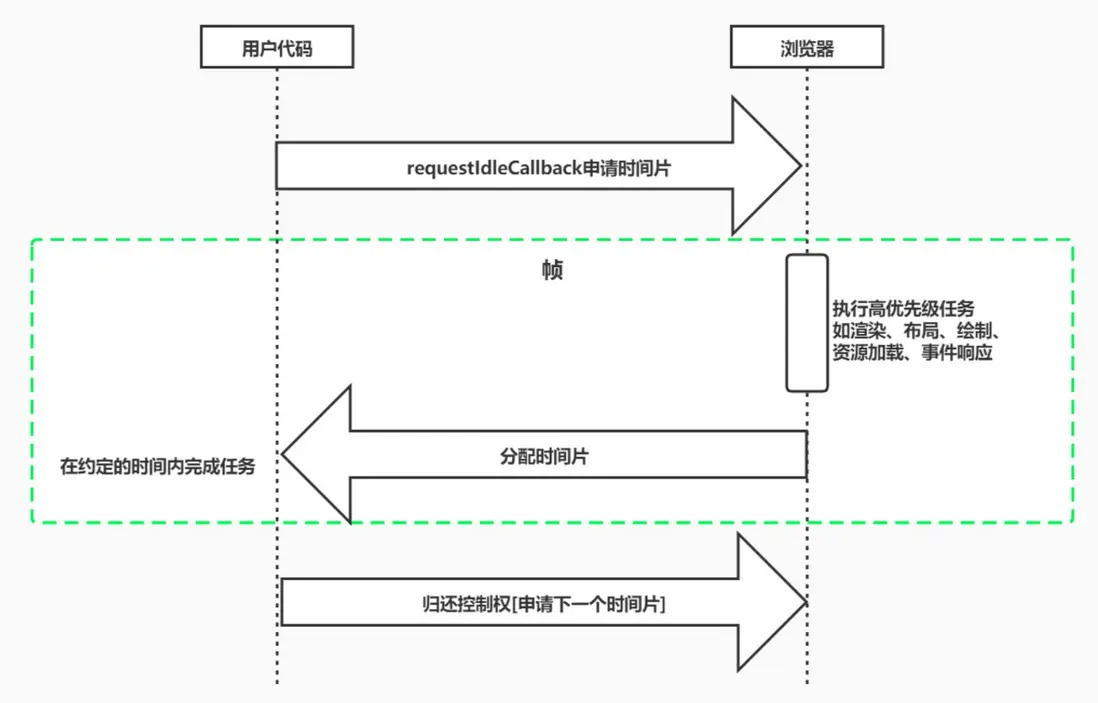 用户代码
浏览器
requestIdleCallback申请时间片
帧
执行高优先级任务
如渲染、布局、绘制、
资源加载、事件响应
分配时间片
在约定的时间内完成任务
归还控制权[申请下一个时间片]